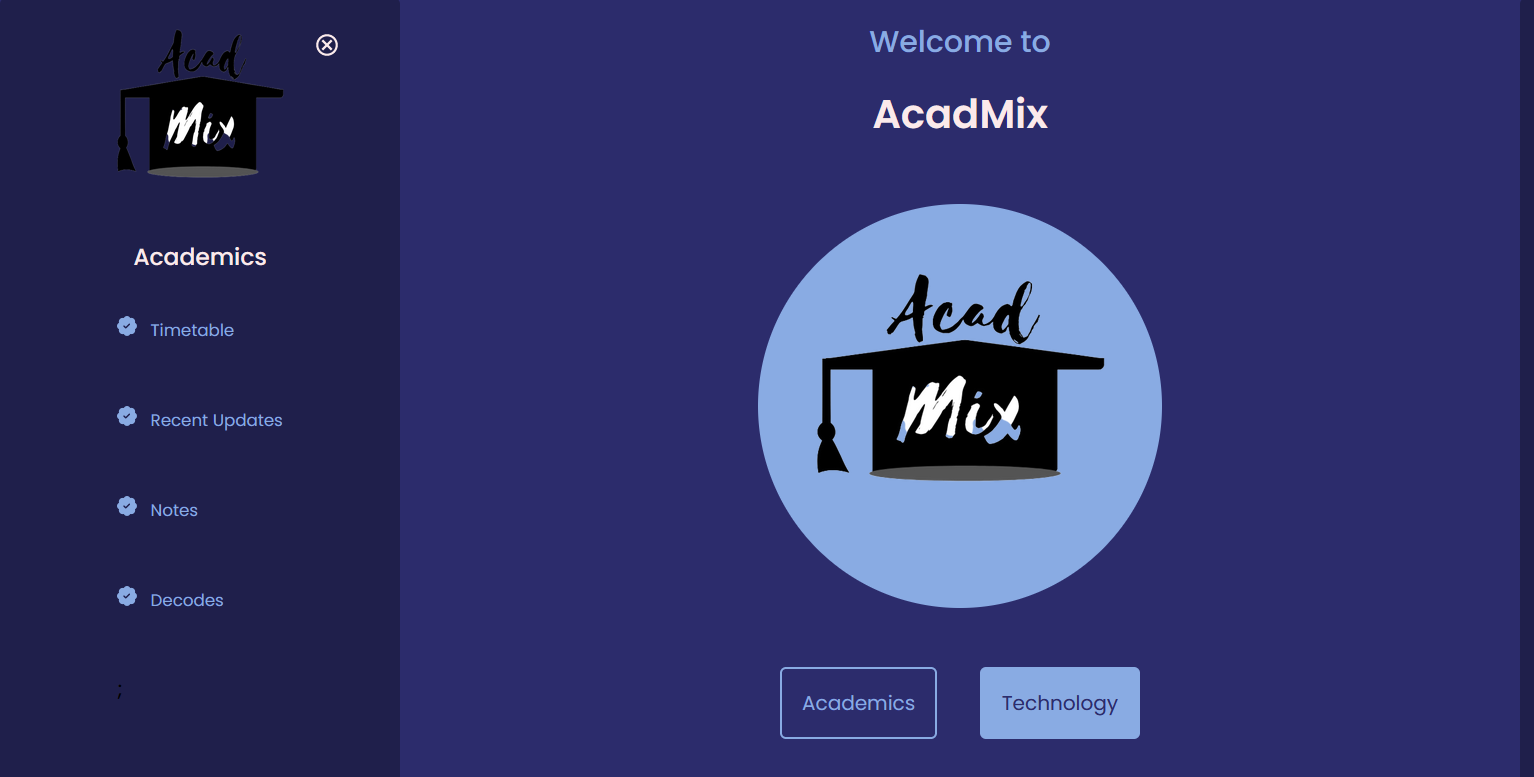 Acad
Mix
Academics
Timetable
Recent Updates
Notes
Decodes
;
Welcome to
AcadMix
Acad
Mix
Academics
Technology